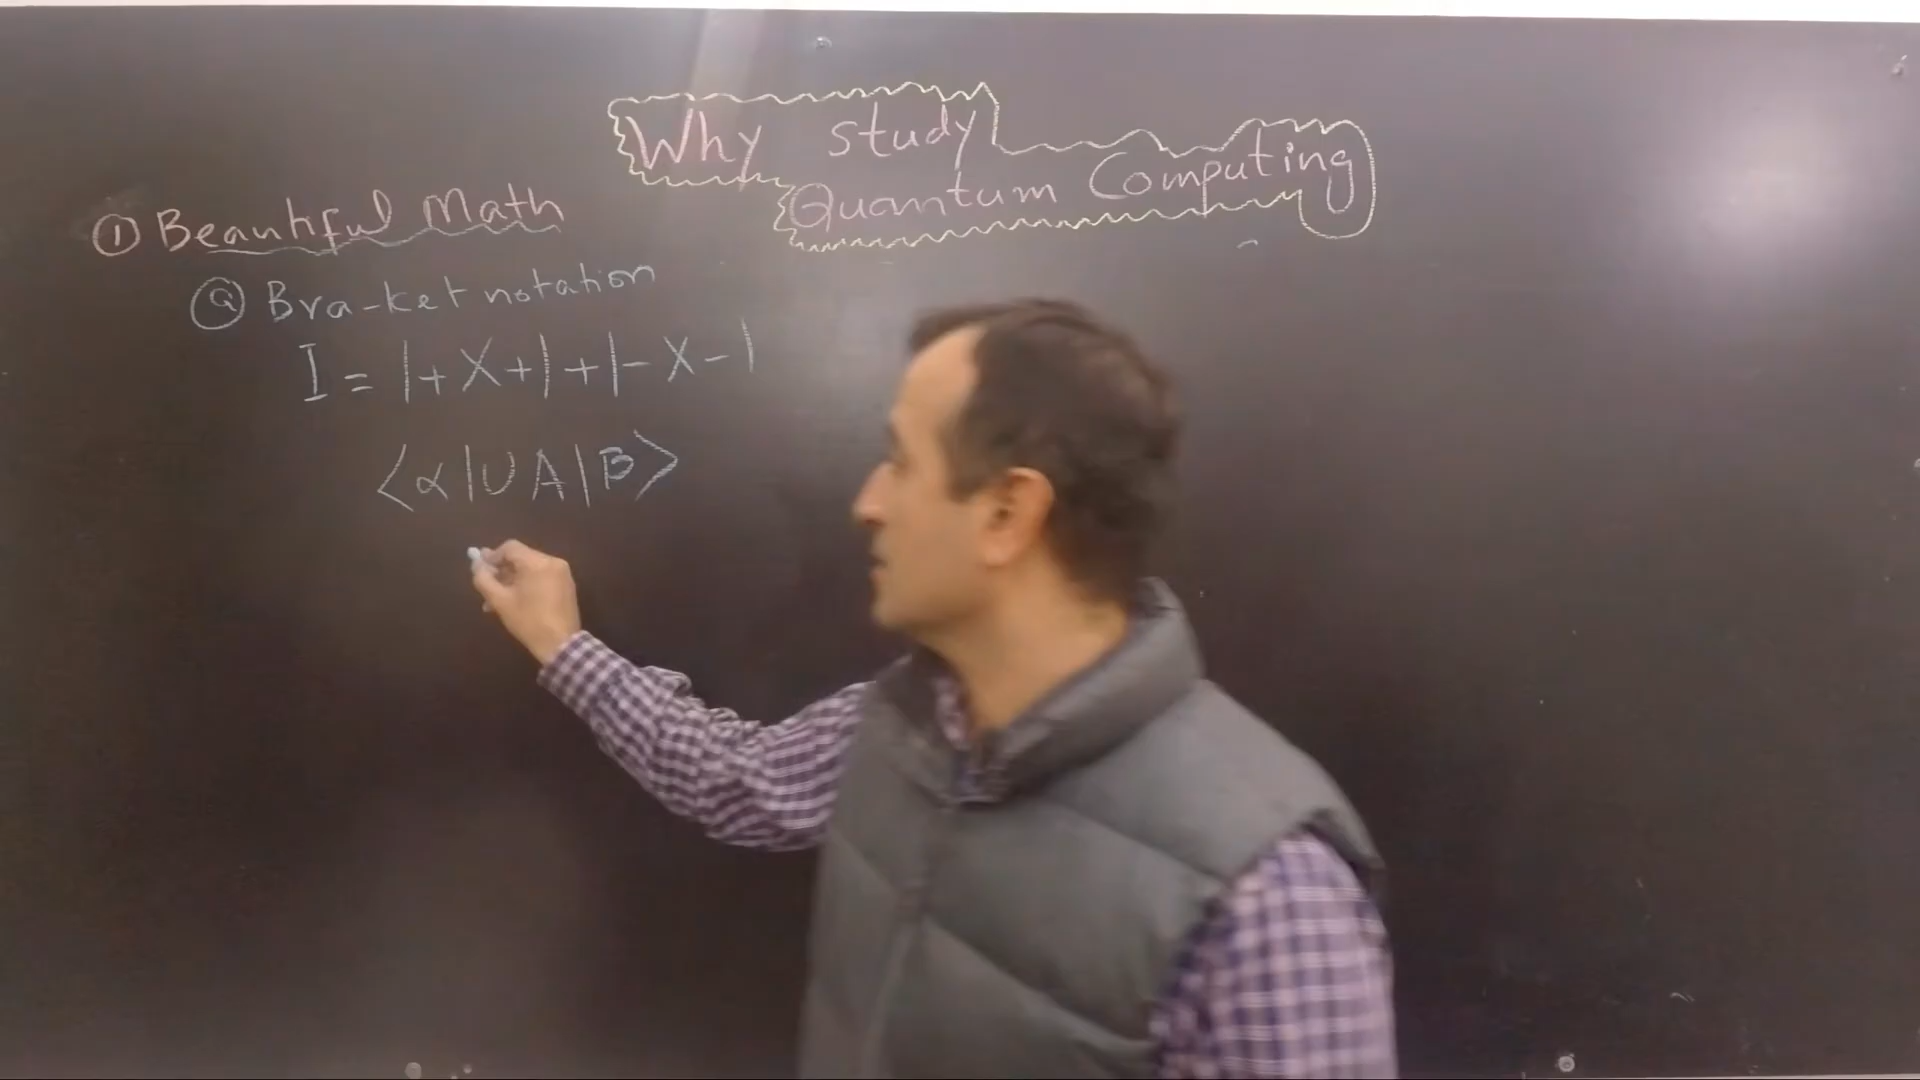 Why study
Quantum Computing
① Beautiful Math
ⓐ Bra-ket notation
I = |+X+| + |-X-|
⟨α|UA|β⟩